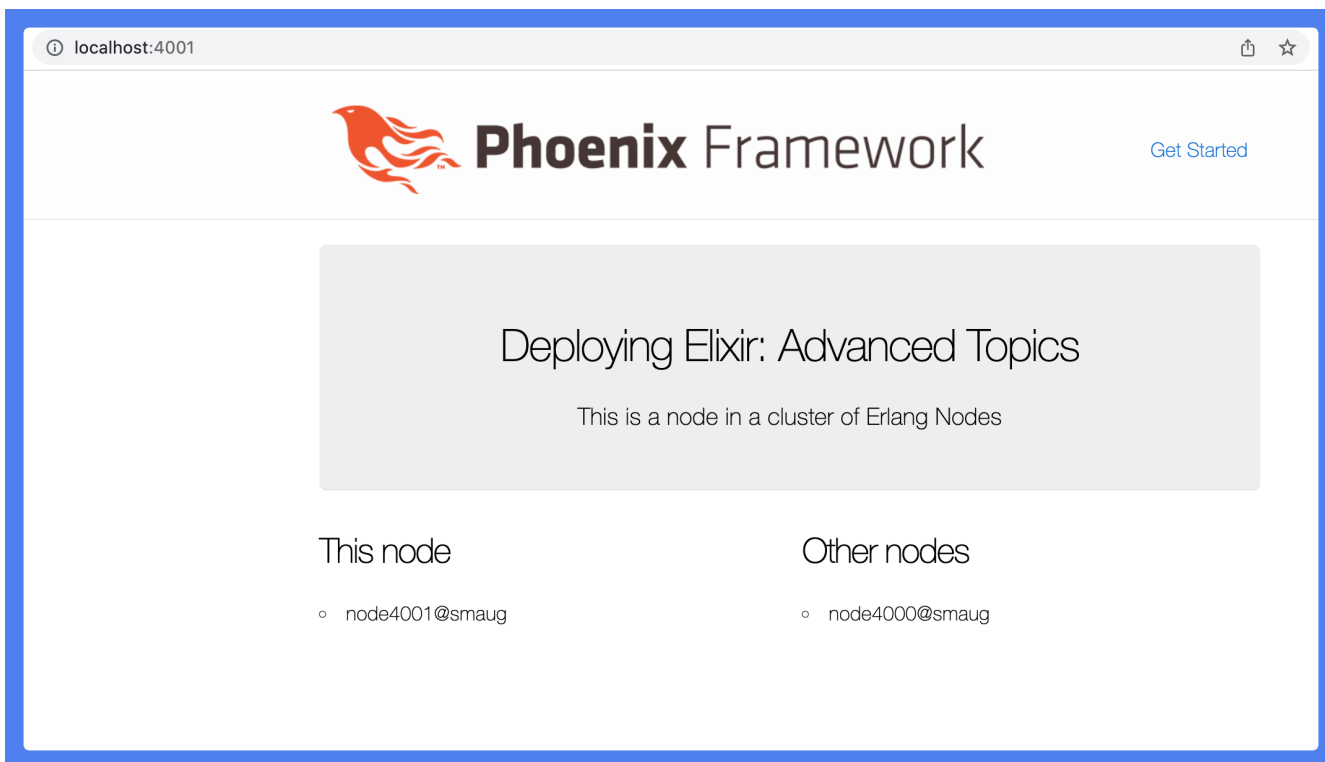 localhost:4001
Phoenix Framework
Get Started
Deploying Elixir: Advanced Topics
This is a node in a cluster of Erlang Nodes
This node
node4001@smaug
Other nodes
node4000@smaug